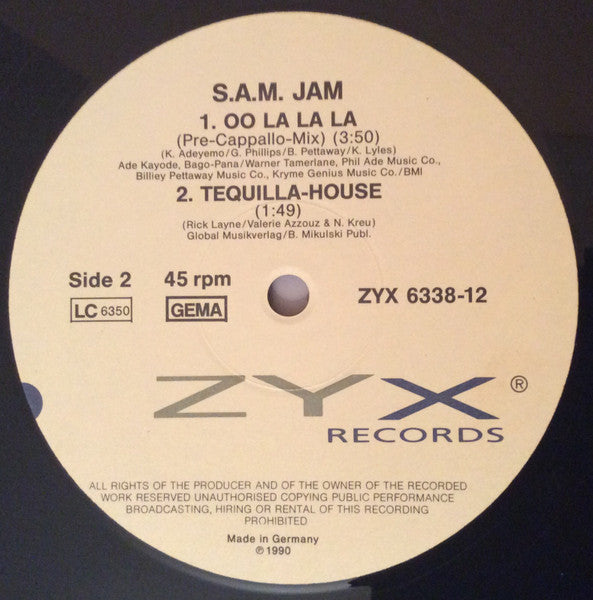 S.A.M. JAM
1. OO LA LA LA
(Pre-Cappallo-Mix) (3:50)
(K. Adeyemo/G. Phillips/B. Pettaway/K. Lyles)
Ade Kayode, Bago-Pana/Warner Tamerlane, Phil Ade Music Co.,
Billiey Pettaway Music Co., Kryme Genius Music Co./BMI
2. TEQUILLA-HOUSE
(1:49)
(Rick Layne/Valerie Azzouz & N. Kreu)
Global Musikverlag/B. Mikulski Publ.
Side 2 45 rpm
LC 6350 GEMA
ZYX 6338-12
ZYX ®
RECORDS
ALL RIGHTS OF THE PRODUCER AND OF THE OWNER OF THE RECORDED
WORK RESERVED UNAUTHORISED COPYING PUBLIC PERFORMANCE
BROADCASTING, HIRING OR RENTAL OF THIS RECORDING
PROHIBITED
Made in Germany
℗ 1990